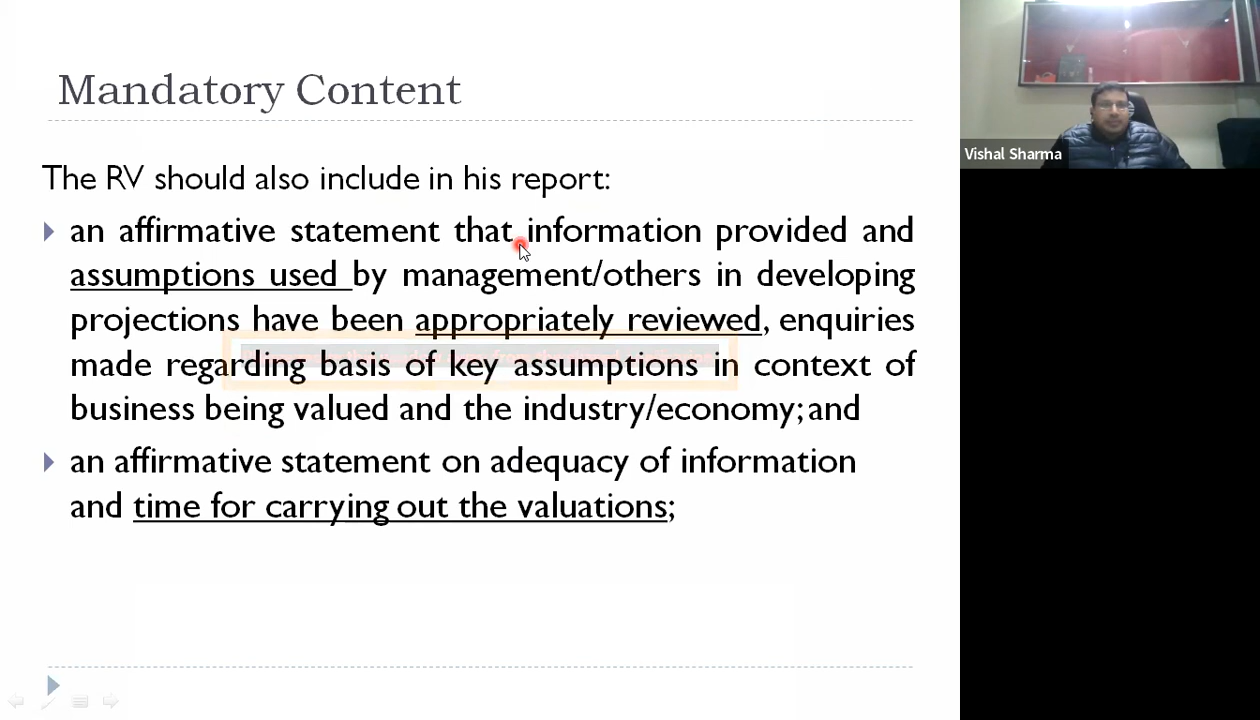 Mandatory Content
The RV should also include in his report:
an affirmative statement that information provided and
assumptions used by management/others in developing
projections have been appropriately reviewed, enquiries
made regarding basis of key assumptions in context of
business being valued and the industry/economy; and
an affirmative statement on adequacy of information
and time for carrying out the valuations;
Vishal Sharma